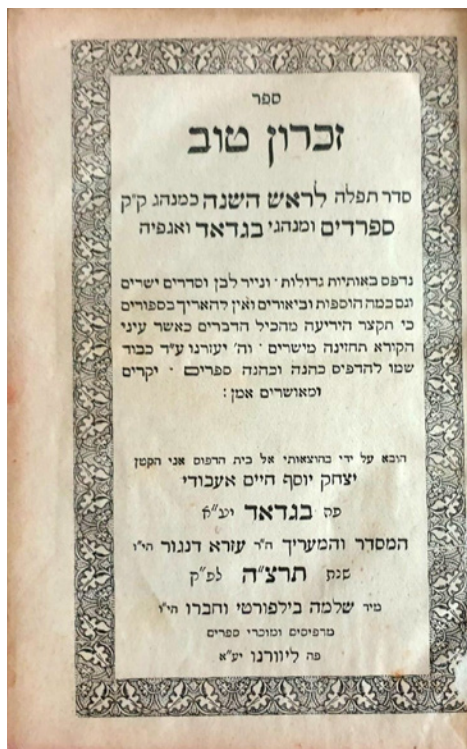 ספר
זכרון טוב
סדר תפלה לראש השנה כמנהג ק״ק
ספרדים ומנהגי בגדאד ואגפיה
נדפס באותיות גדולות · ונייר לבן וסדרים ישרים
וגם כמה הוספות וביאורים ואין להאריך בספורים
כי תקצר היריעה מהכיל הדברים כאשר עיני
הקורא תחזינה מישרים · וה׳ יעזרנו ע״ד כבוד
שמו להדפיס כהנה וכהנה ספרים · יקרים
ומאושרים אמן :
הובא על ידי בהוצאותי אל בית הדפוס אני הקטן
יצחק יוסף חיים אעבודי
פה בגדאד יע״א
המסדר והמעריך ה״ר עזרא דנגור הי״ו
שנת תרצ״ה לפ״ק
מיד שלמה בילפורטי וחברו הי״ו
מדפיסים ומוכרי ספרים
פה ליוורנו יע״א